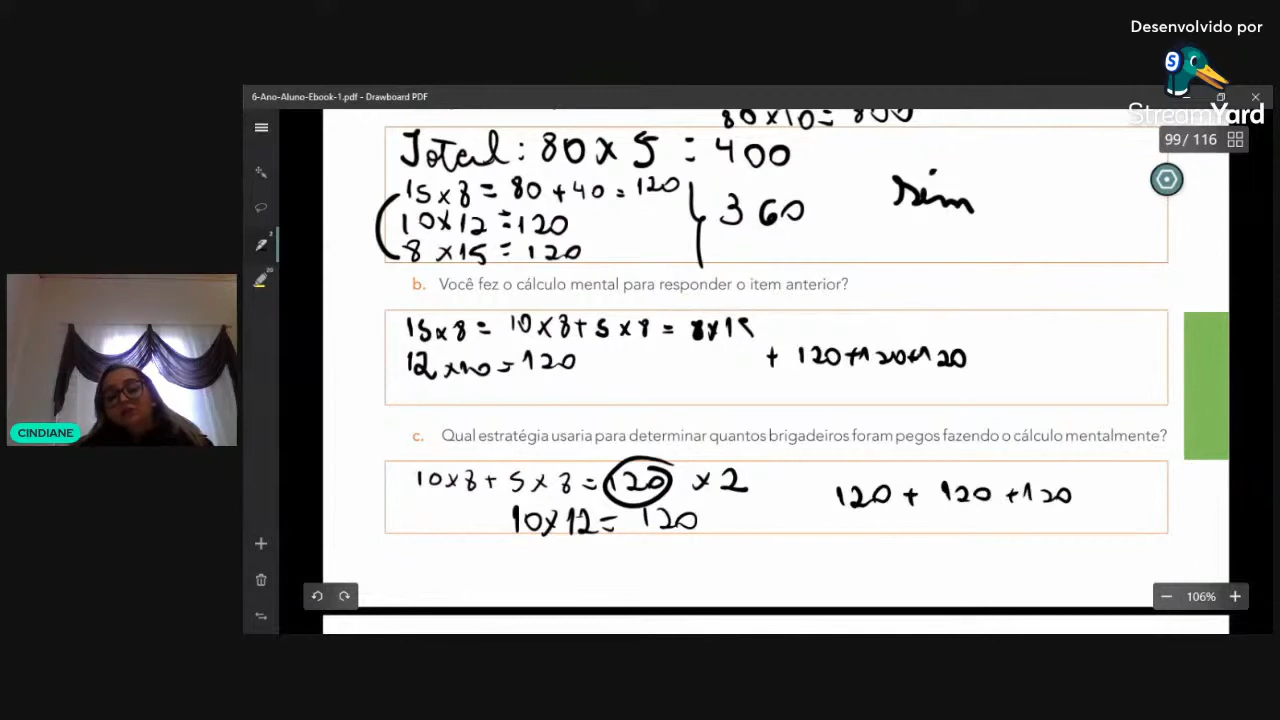 Desenvolvido por
S
StreamYard
6-Ano-Aluno-Ebook-1.pdf - Drawboard PDF
99 / 116
80 x 10 = 800
Total: 80 x 5 = 400
15 x 8 = 80 + 40 = 120
10 x 12 = 120
8 x 15 = 120
360
sim
b. Você fez o cálculo mental para responder o item anterior?
15 x 8 = 10 x 8 + 5 x 8 = 8 x 15
12 x 10 = 120
+ 120 + 120 + 120
c. Qual estratégia usaria para determinar quantos brigadeiros foram pegos fazendo o cálculo mentalmente?
10 x 8 + 5 x 8 = 120 x 2
10 x 12 = 120
120 + 120 + 120
CINDIANE
2
20
106%